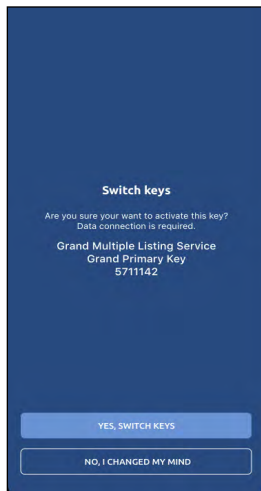 Switch keys
Are you sure your want to activate this key?
Data connection is required.
Grand Multiple Listing Service
Grand Primary Key
5711142
YES, SWITCH KEYS
NO, I CHANGED MY MIND